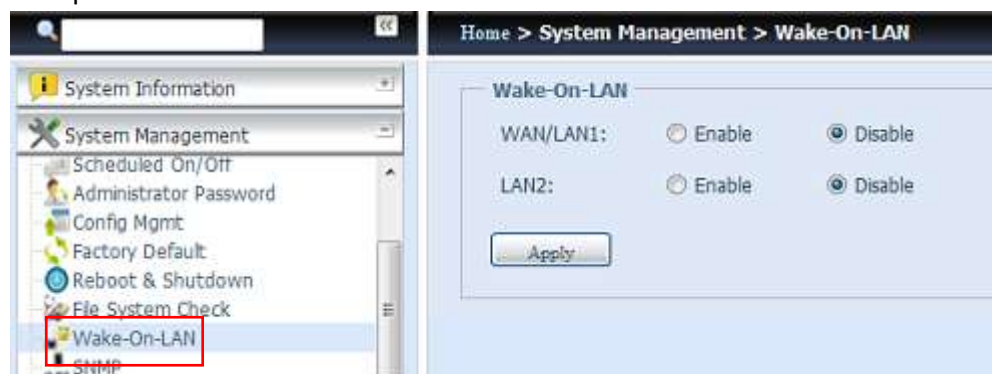 Home > System Management > Wake-On-LAN
System Information
System Management
Scheduled On/Off
Administrator Password
Config Mgmt
Factory Default
Reboot & Shutdown
File System Check
Wake-On-LAN
SNMP
Wake-On-LAN
WAN/LAN1: Enable Disable
LAN2: Enable Disable
Apply